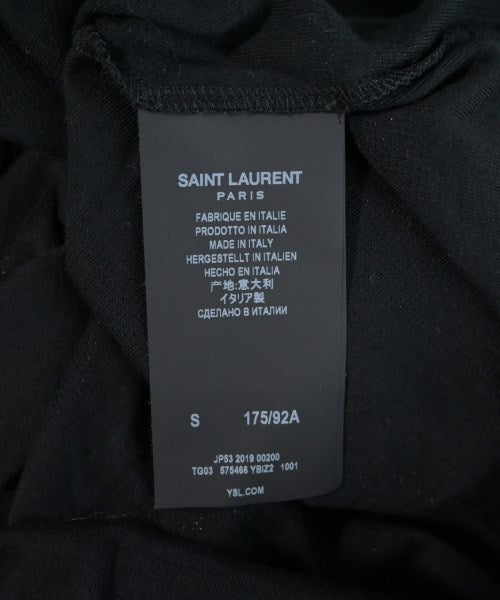 SAINT LAURENT
PARIS
FABRIQUE EN ITALIE
PRODOTTO IN ITALIA
MADE IN ITALY
HERGESTELLT IN ITALIEN
HECHO EN ITALIA
产地:意大利
イタリア製
СДЕЛАНО В ИТАЛИИ
S 175/92A
JP53 2019 00200
TG03 575466 YBIZ2 1001
YSL.COM